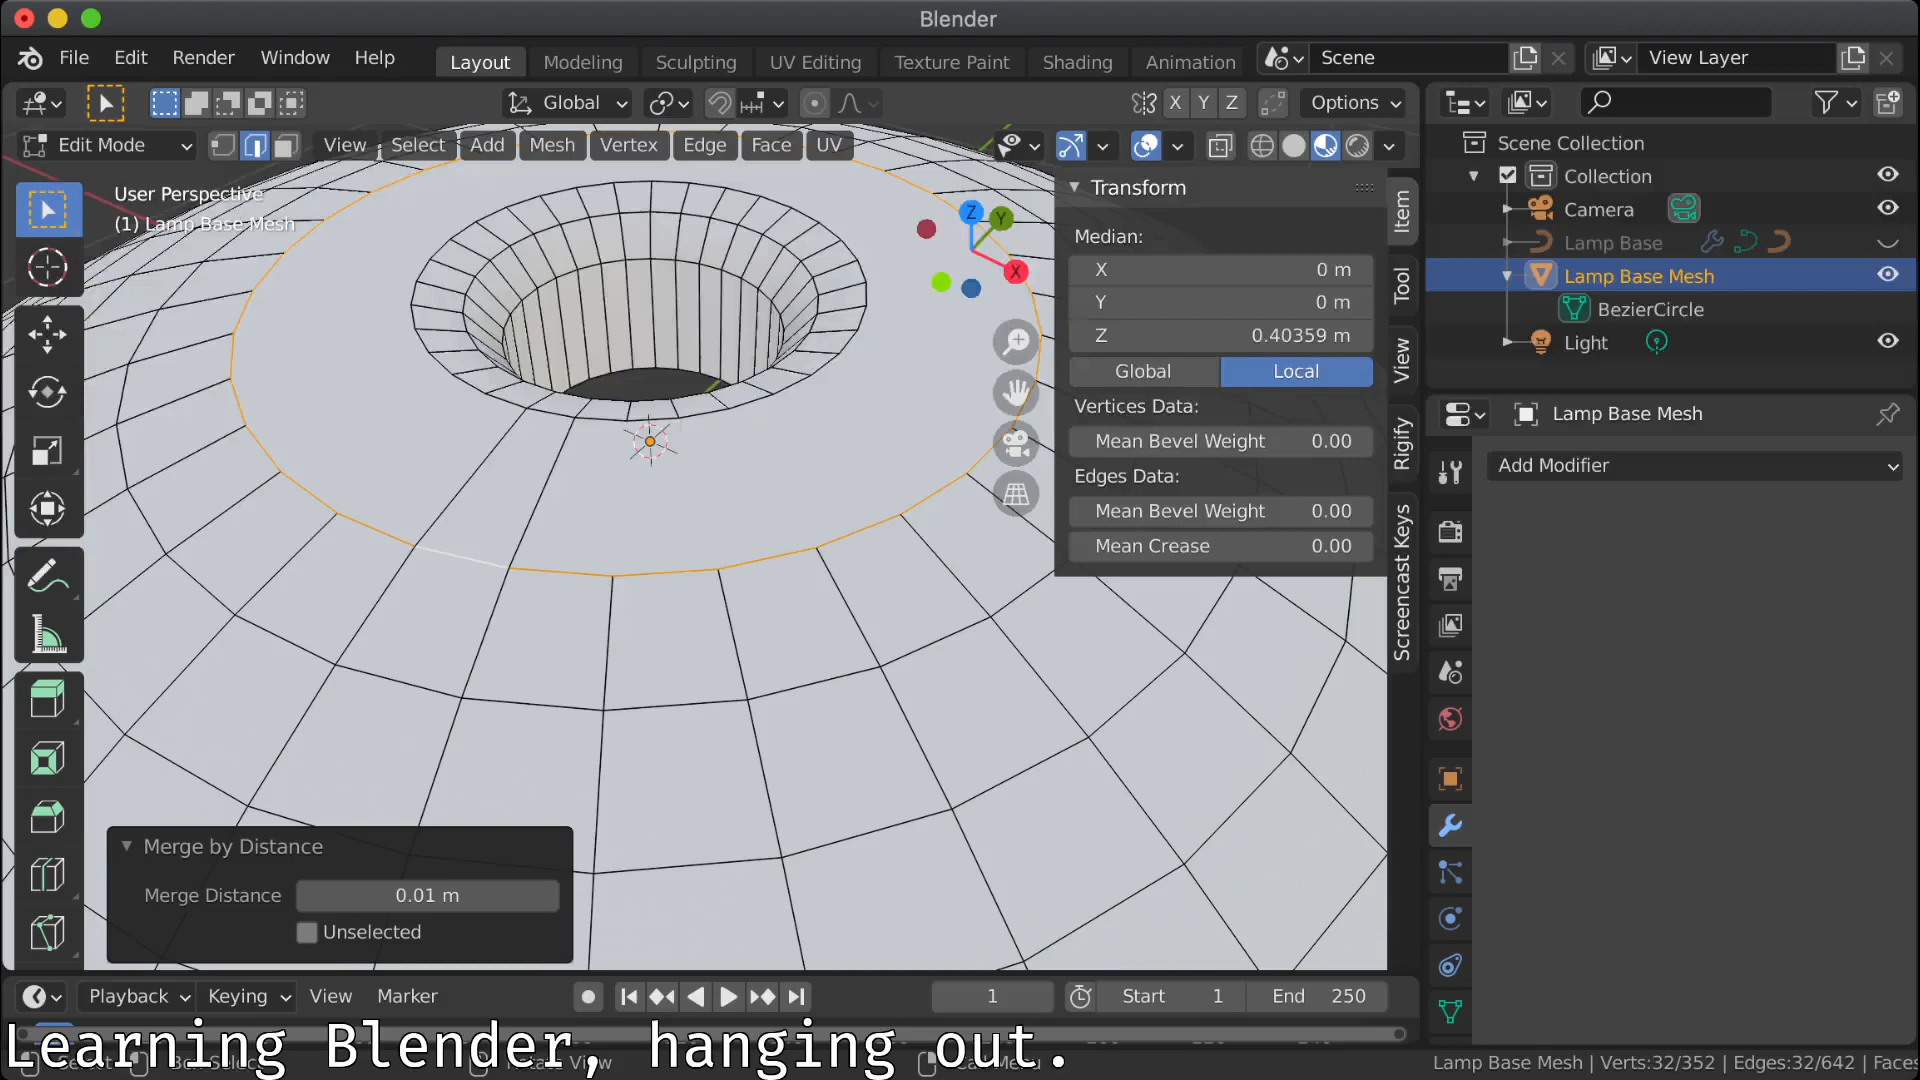 Blender
File Edit Render Window Help Layout Modeling Sculpting UV Editing Texture Paint Shading Animation Scene View Layer
Global X Y Z Options
Edit Mode View Select Add Mesh Vertex Edge Face UV
User Perspective
(1) Lamp Base Mesh
Z Y X
Transform
Median:
X 0 m
Y 0 m
Z 0.40359 m
Global Local
Vertices Data:
Mean Bevel Weight 0.00
Edges Data:
Mean Bevel Weight 0.00
Mean Crease 0.00
Item
Tool
View
Rigify
Screencast Keys
Scene Collection
Collection
Camera
Lamp Base
Lamp Base Mesh
BezierCircle
Light
Lamp Base Mesh
Add Modifier
Merge by Distance
Merge Distance 0.01 m
Unselected
Playback Keying View Marker 1 Start 1 End 250
Learning Blender, hanging out.
Lamp Base Mesh | Verts:32/352 | Edges:32/642 | Faces